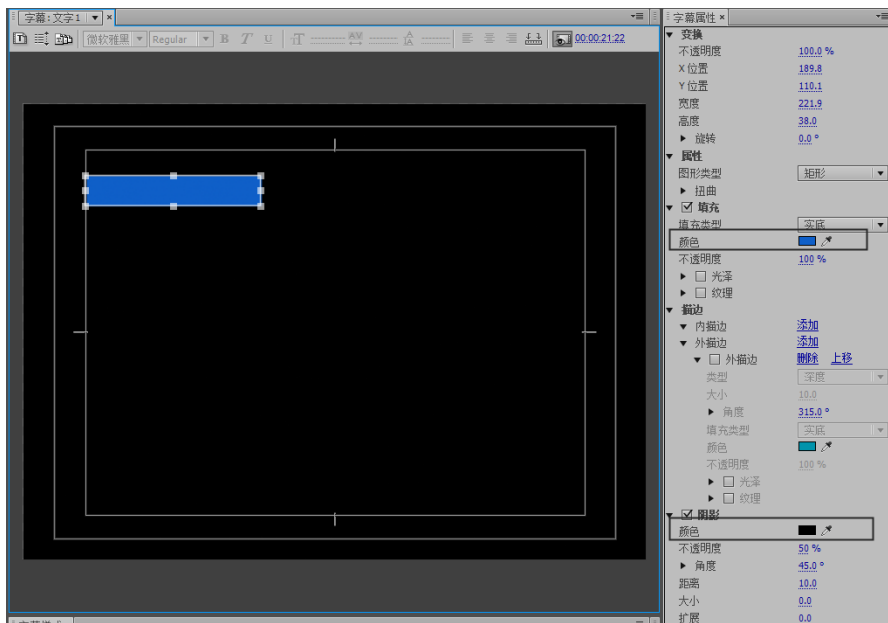 字幕:文字1
微软雅黑 Regular B T U 00:00:21:22
字幕属性 ×
变换
不透明度 100.0 %
X 位置 189.8
Y 位置 110.1
宽度 221.9
高度 38.0
旋转 0.0 °
属性
图形类型 矩形
扭曲
填充
填充类型 实底
颜色
不透明度 100 %
光泽
纹理
描边
内描边 添加
外描边 添加
外描边 删除 上移
类型 深度
大小 10.0
角度 315.0 °
填充类型 实底
颜色
不透明度 100 %
光泽
纹理
阴影
颜色
不透明度 50 %
角度 45.0 °
距离 10.0
大小 0.0
扩展 0.0